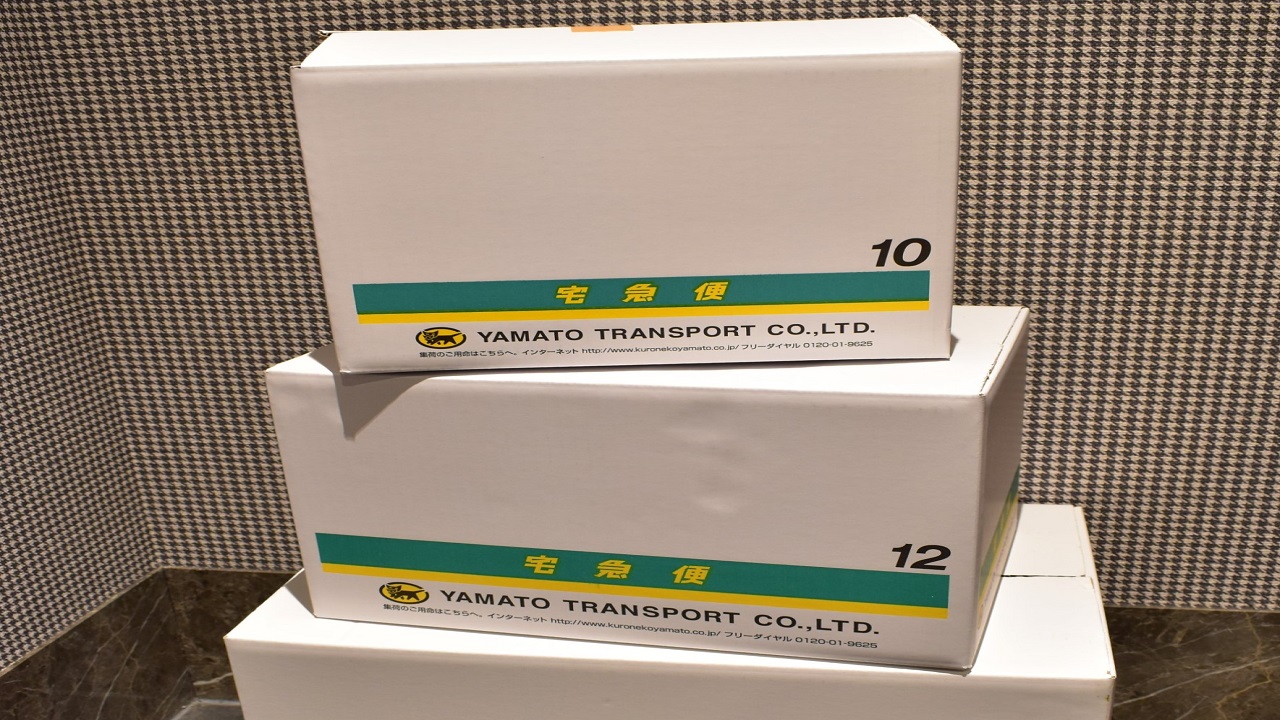 10
宅急便
YAMATO TRANSPORT CO.,LTD.
集荷のご用命はこちらへ。インターネット http://www.kuronekoyamato.co.jp/ フリーダイヤル 0120-01-9625
12
宅急便
YAMATO TRANSPORT CO.,LTD.
集荷のご用命はこちらへ。インターネット http://www.kuronekoyamato.co.jp/ フリーダイヤル 0120-01-9625